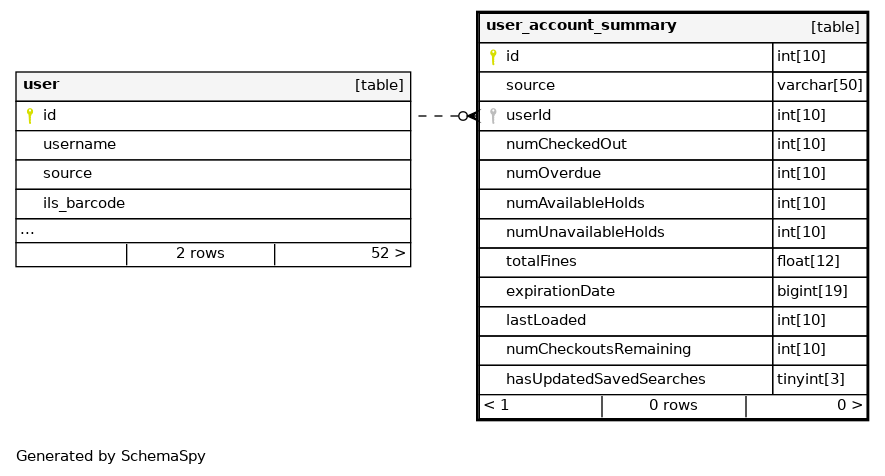 user [table]
id
username
source
ils_barcode
...
2 rows 52 >
user_account_summary [table]
id int[10]
source varchar[50]
userId int[10]
numCheckedOut int[10]
numOverdue int[10]
numAvailableHolds int[10]
numUnavailableHolds int[10]
totalFines float[12]
expirationDate bigint[19]
lastLoaded int[10]
numCheckoutsRemaining int[10]
hasUpdatedSavedSearches tinyint[3]
< 1 0 rows 0 >
Generated by SchemaSpy